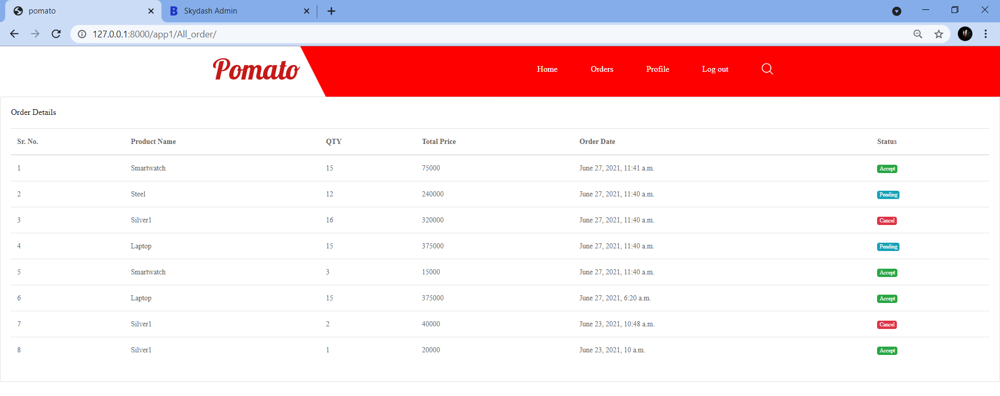 pomato
Skydash Admin
127.0.0.1:8000/app1/All_order/
Pomato
Home Orders Profile Log out
Order Details
Sr. No. Product Name QTY Total Price Order Date Status
1 Smartwatch 15 75000 June 27, 2021, 11:41 a.m. Accept
2 Steel 12 240000 June 27, 2021, 11:40 a.m. Pending
3 Silver1 16 320000 June 27, 2021, 11:40 a.m. Cancel
4 Laptop 15 375000 June 27, 2021, 11:40 a.m. Pending
5 Smartwatch 3 15000 June 27, 2021, 11:40 a.m. Accept
6 Laptop 15 375000 June 27, 2021, 6:20 a.m. Accept
7 Silver1 2 40000 June 23, 2021, 10:48 a.m. Cancel
8 Silver1 1 20000 June 23, 2021, 10 a.m. Accept